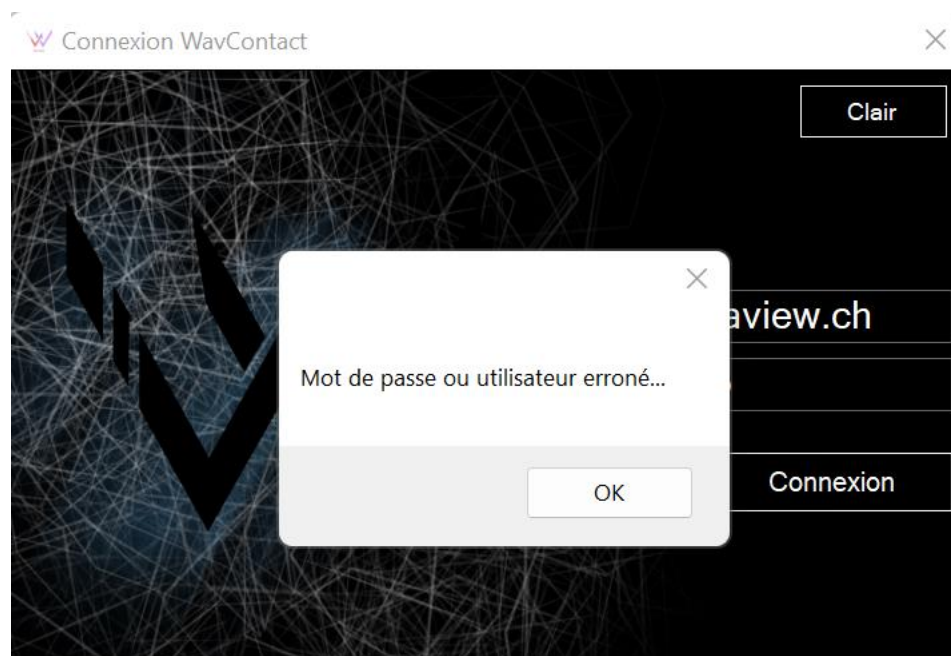 Connexion WavContact
Clair
aview.ch
Mot de passe ou utilisateur erroné...
OK
Connexion